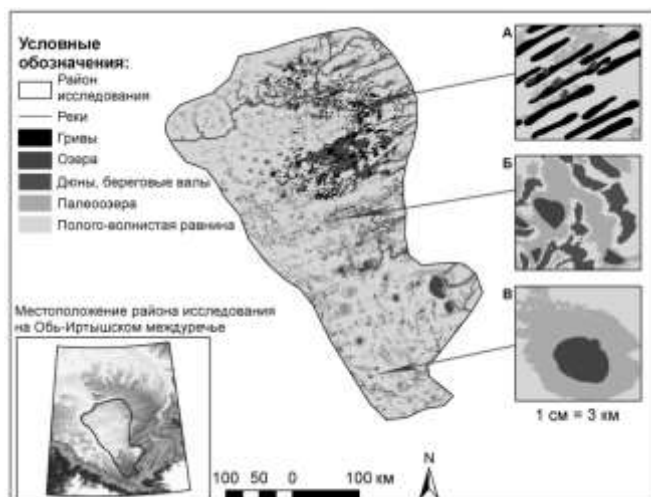 Условные
обозначения:
Район
исследования
Реки
Гривы
Озера
Дюны, береговые валы
Палеоозера
Полого-волнистая равнина
А
Б
В
1 см = 3 км
Местоположение района исследования
на Обь-Иртышском междуречье
100 50 0 100 км
N